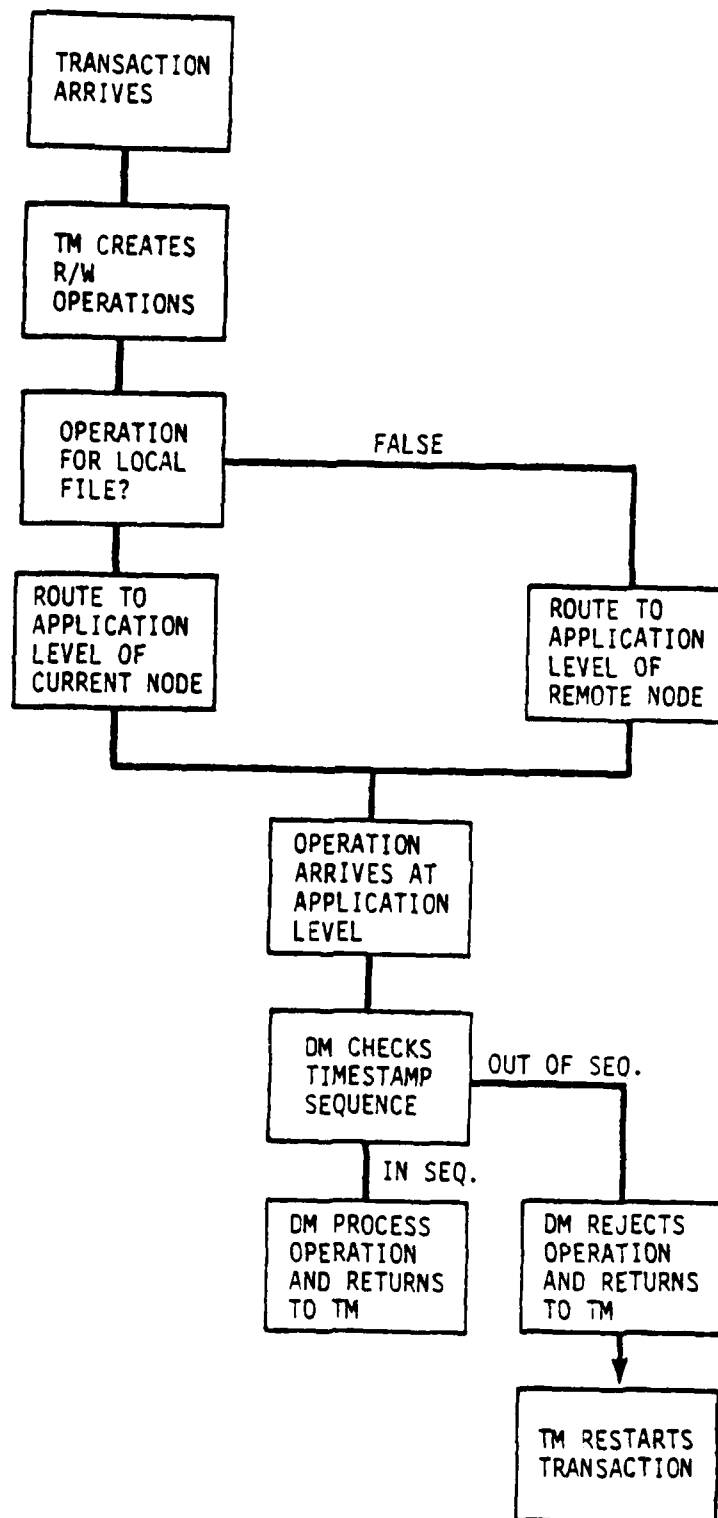 TRANSACTION
ARRIVES
TM CREATES
R/W
OPERATIONS
OPERATION
FOR LOCAL
FILE?
FALSE
ROUTE TO
APPLICATION
LEVEL OF
CURRENT NODE
ROUTE TO
APPLICATION
LEVEL OF
REMOTE NODE
OPERATION
ARRIVES AT
APPLICATION
LEVEL
DM CHECKS
TIMESTAMP
SEQUENCE
OUT OF SEQ.
IN SEQ.
DM PROCESS
OPERATION
AND RETURNS
TO TM
DM REJECTS
OPERATION
AND RETURNS
TO TM
TM RESTARTS
TRANSACTION